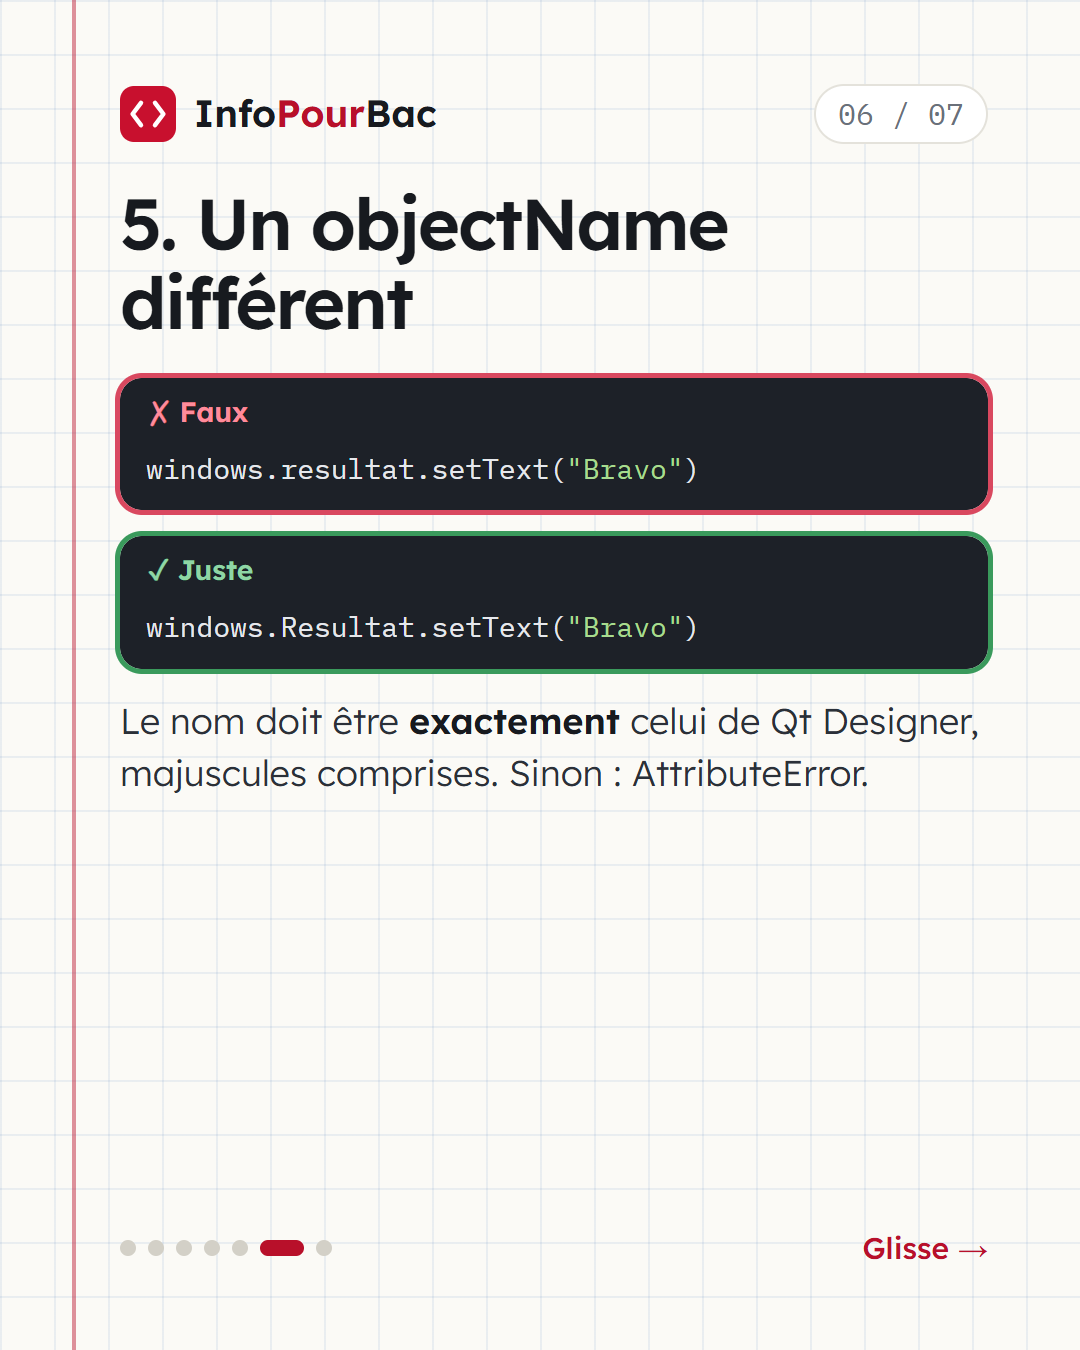 InfoPourBac
06 / 07
5. Un objectName
différent
✗ Faux
windows.resultat.setText("Bravo")
✓ Juste
windows.Resultat.setText("Bravo")
Le nom doit être exactement celui de Qt Designer,
majuscules comprises. Sinon : AttributeError.
Glisse →